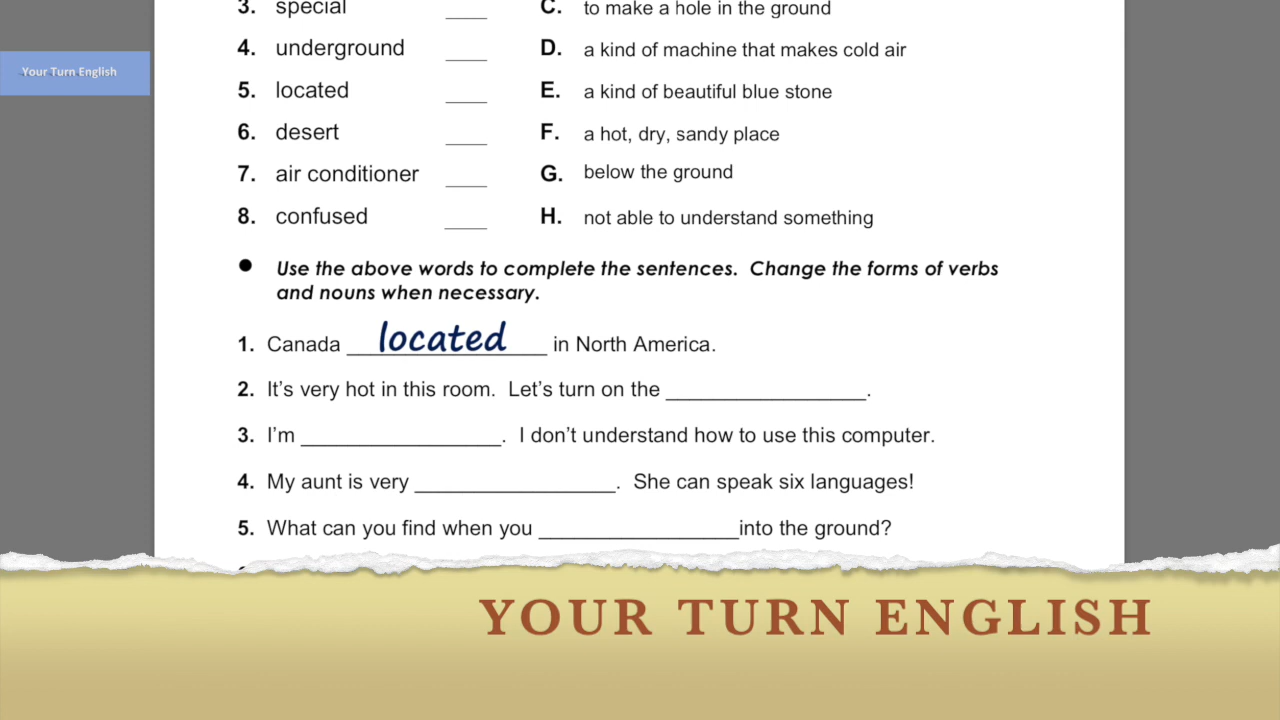 3. special ____ C. to make a hole in the ground
Your Turn English
4. underground ____ D. a kind of machine that makes cold air
5. located ____ E. a kind of beautiful blue stone
6. desert ____ F. a hot, dry, sandy place
7. air conditioner ____ G. below the ground
8. confused ____ H. not able to understand something
● Use the above words to complete the sentences. Change the forms of verbs
and nouns when necessary.
1. Canada located in North America.
2. It’s very hot in this room. Let’s turn on the __________________.
3. I’m __________________. I don’t understand how to use this computer.
4. My aunt is very __________________. She can speak six languages!
5. What can you find when you __________________into the ground?
YOUR TURN ENGLISH